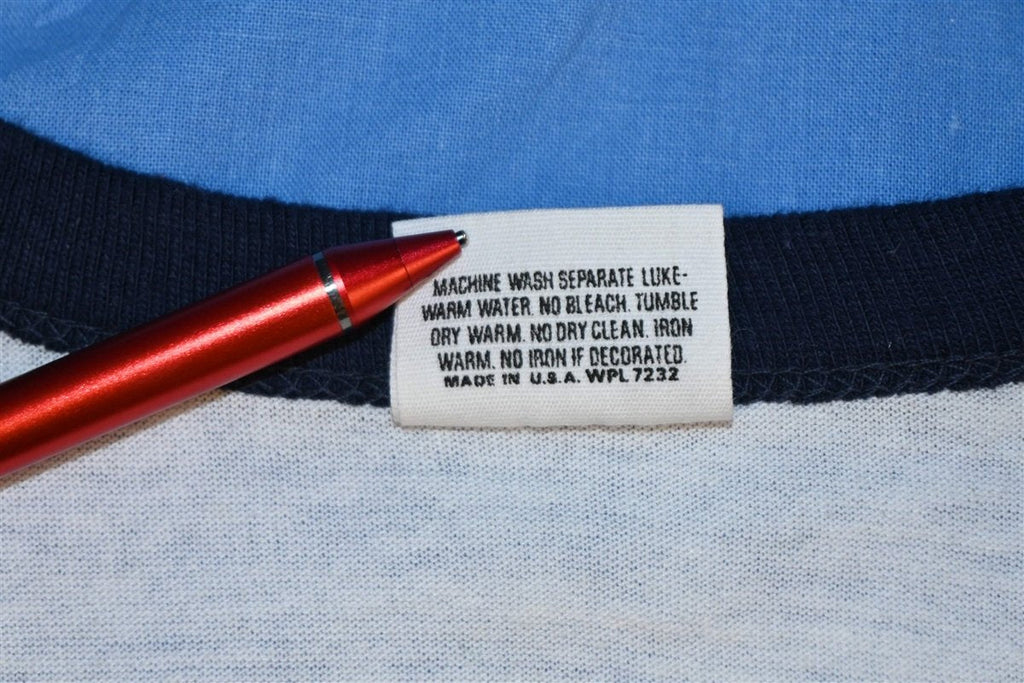 MACHINE WASH SEPARATE LUKE-
WARM WATER. NO BLEACH. TUMBLE
DRY WARM. NO DRY CLEAN. IRON
WARM. NO IRON IF DECORATED.
MADE IN U.S.A. WPL 7232